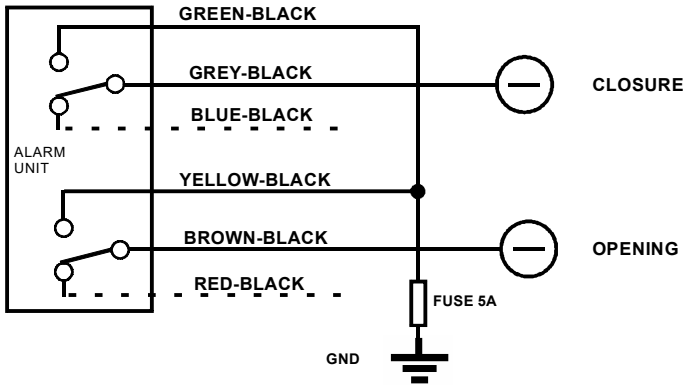 GREEN-BLACK
GREY-BLACK
CLOSURE
BLUE-BLACK
ALARM
UNIT
YELLOW-BLACK
BROWN-BLACK
OPENING
RED-BLACK
FUSE 5A
GND